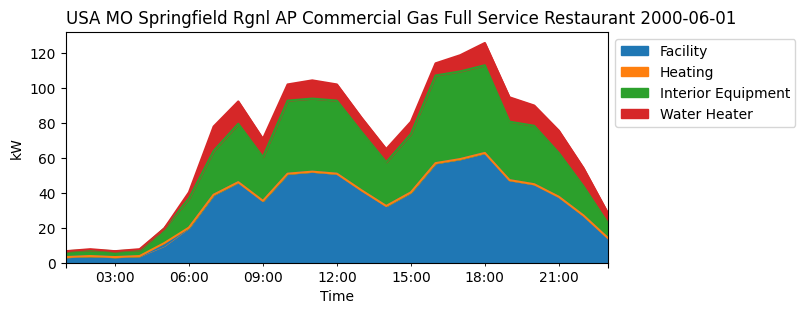 USA MO Springfield Rgnl AP Commercial Gas Full Service Restaurant 2000-06-01
120
100
80
60
40
20
0
kW
03:00 06:00 09:00 12:00 15:00 18:00 21:00
Time
Facility
Heating
Interior Equipment
Water Heater